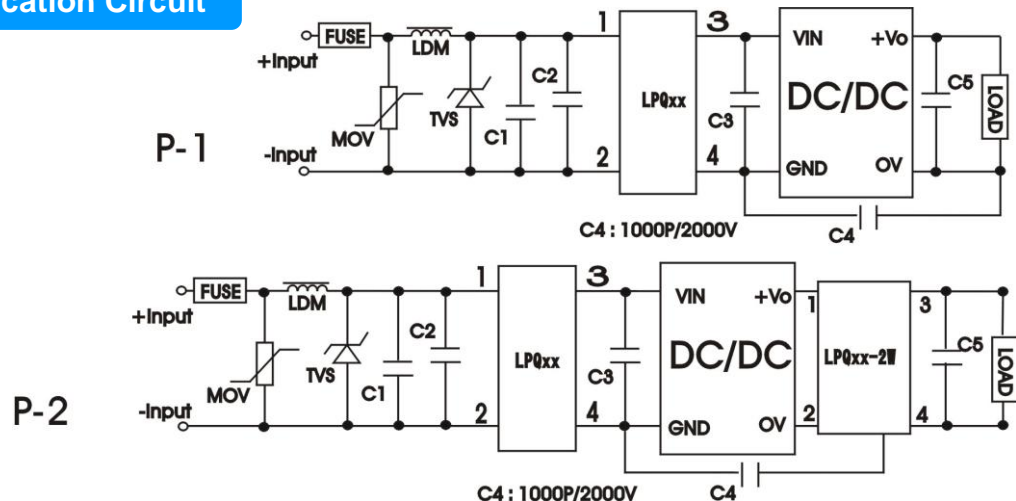 cation Circuit
P-1
+Input
FUSE
LDM
MOV
TVS
C1
C2
-Input
1
2
LPQxx
3
4
C3
VIN
+Vo
DC/DC
GND
OV
C5
LOAD
C4 : 1000P/2000V
C4
P-2
+Input
FUSE
LDM
MOV
TVS
C1
C2
-Input
1
2
LPQxx
3
4
C3
VIN
+Vo
DC/DC
GND
OV
1
2
LPQxx-2W
3
4
C5
LOAD
C4 : 1000P/2000V
C4